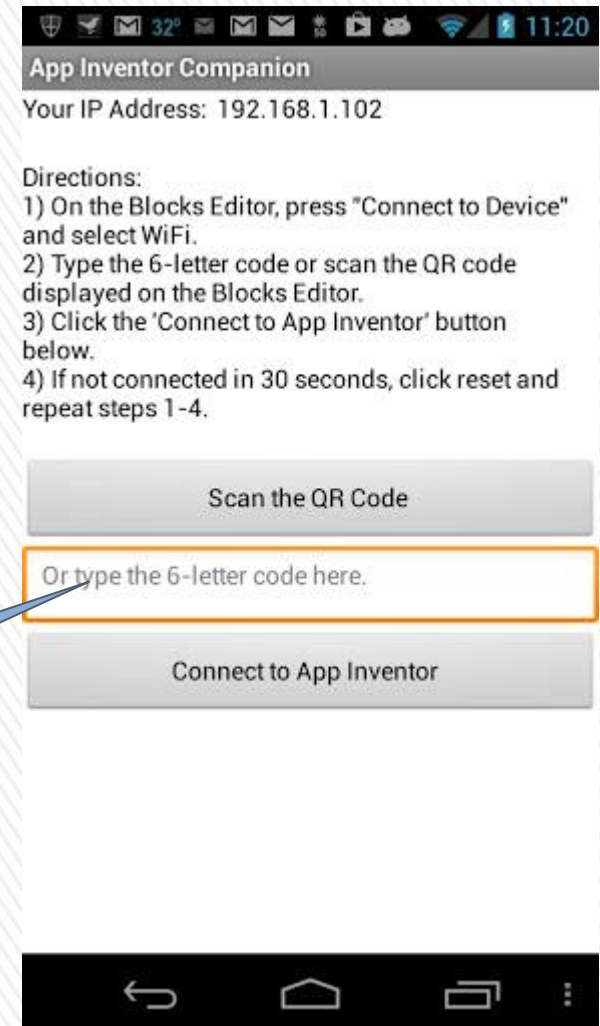 32° 11:20
App Inventor Companion
Your IP Address: 192.168.1.102
Directions:
1) On the Blocks Editor, press "Connect to Device"
and select WiFi.
2) Type the 6-letter code or scan the QR code
displayed on the Blocks Editor.
3) Click the 'Connect to App Inventor' button
below.
4) If not connected in 30 seconds, click reset and
repeat steps 1-4.
Scan the QR Code
Or type the 6-letter code here.
Connect to App Inventor